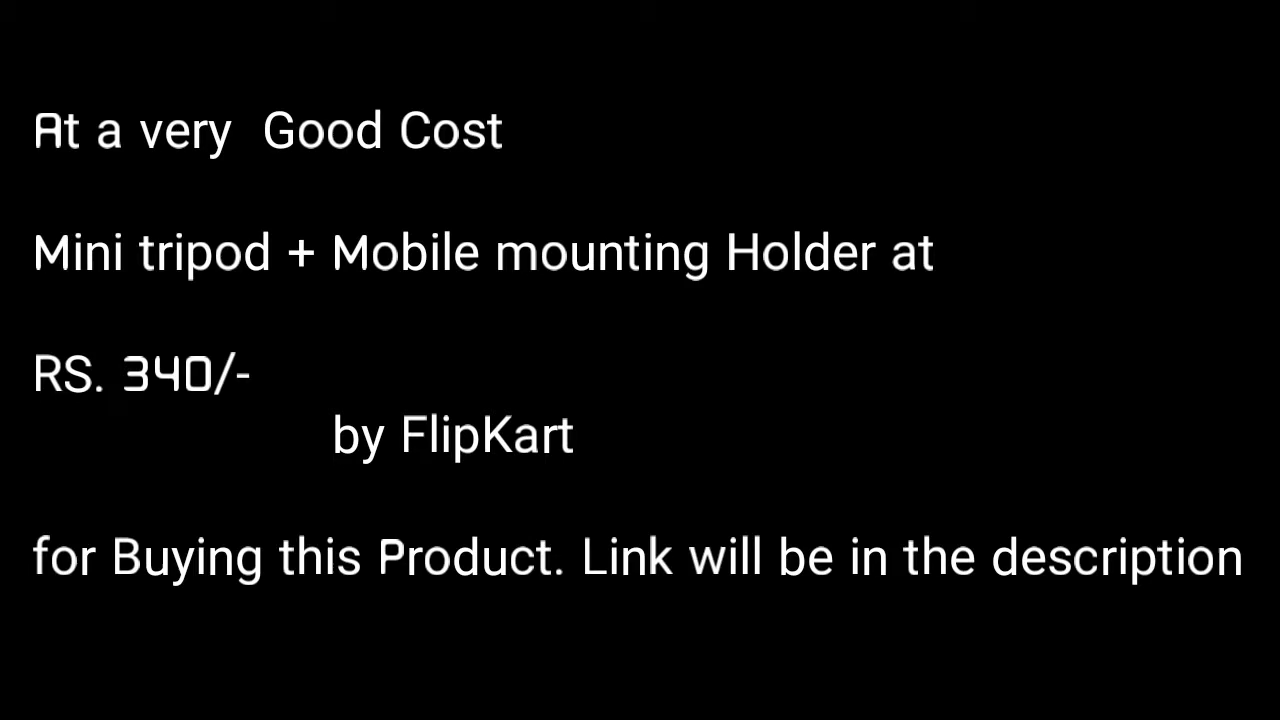 At a very Good Cost
Mini tripod + Mobile mounting Holder at
RS. 340/-
by FlipKart
for Buying this Product. Link will be in the description